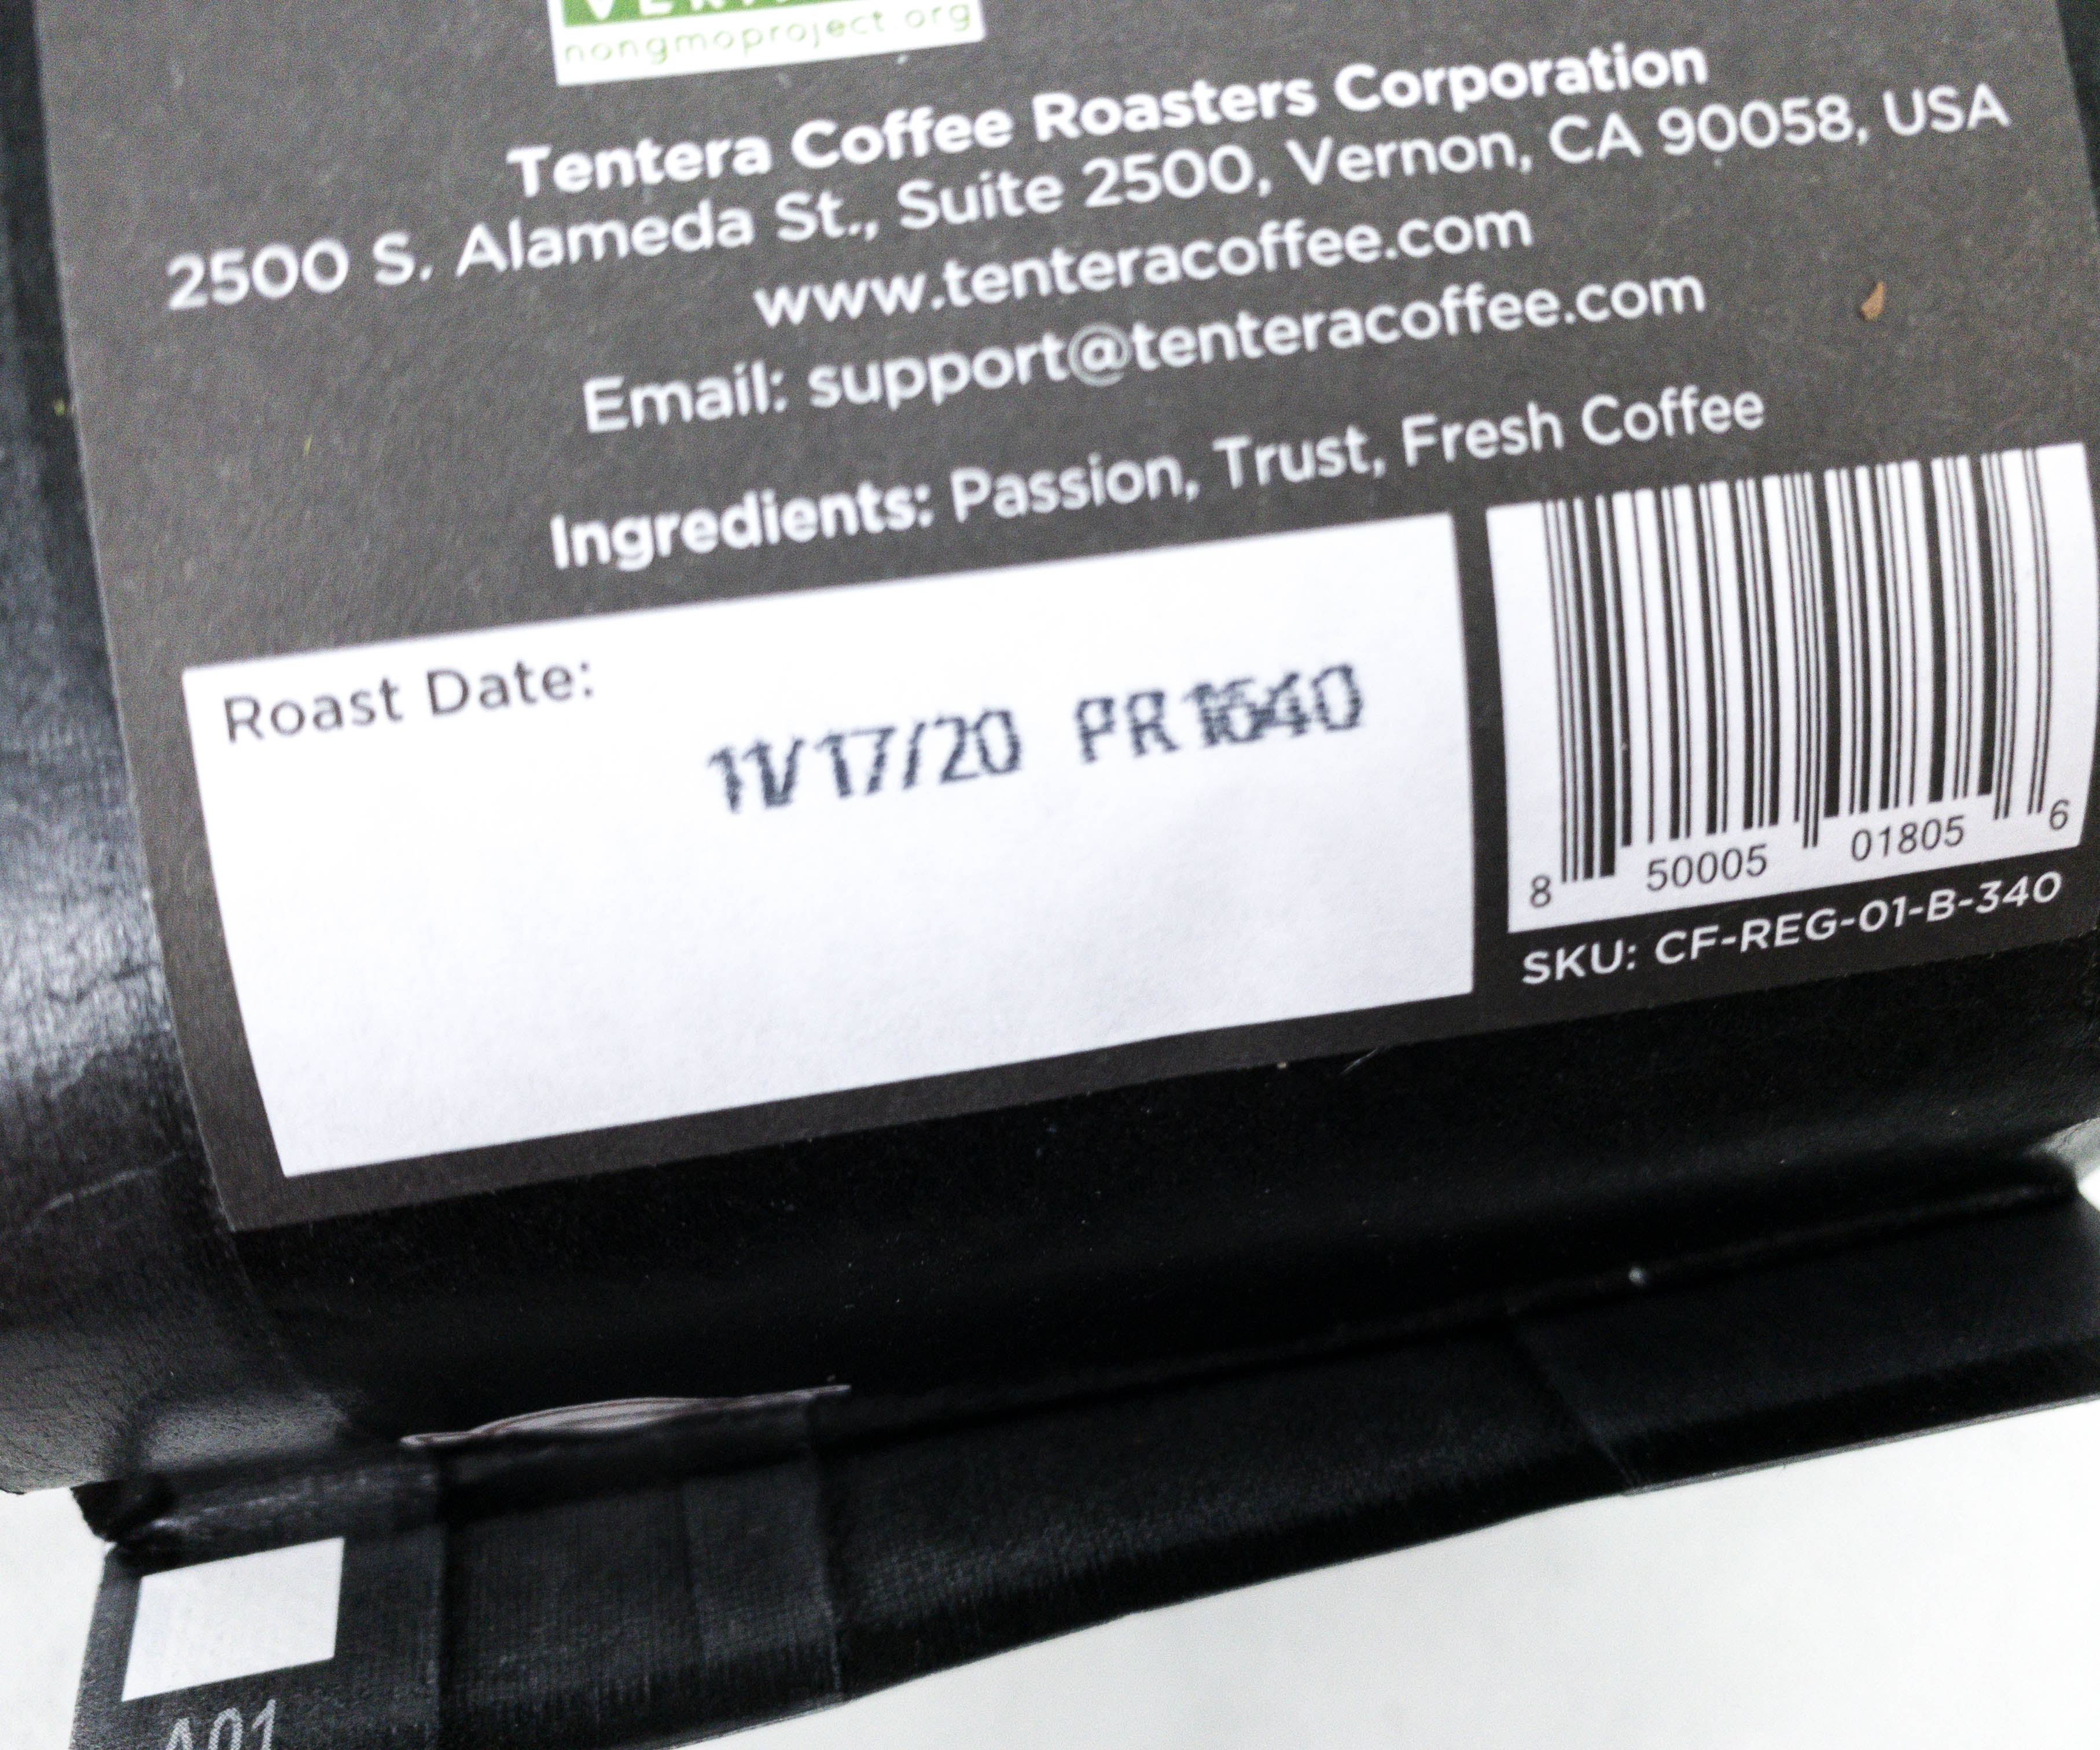 nongmoproject.org
Tentera Coffee Roasters Corporation
2500 S. Alameda St., Suite 2500, Vernon, CA 90058, USA
www.tenteracoffee.com
Email: support@tenteracoffee.com
Ingredients: Passion, Trust, Fresh Coffee
Roast Date:
11/17/20 PR1640
8 50005 01805 6
SKU: CF-REG-01-B-340
A01